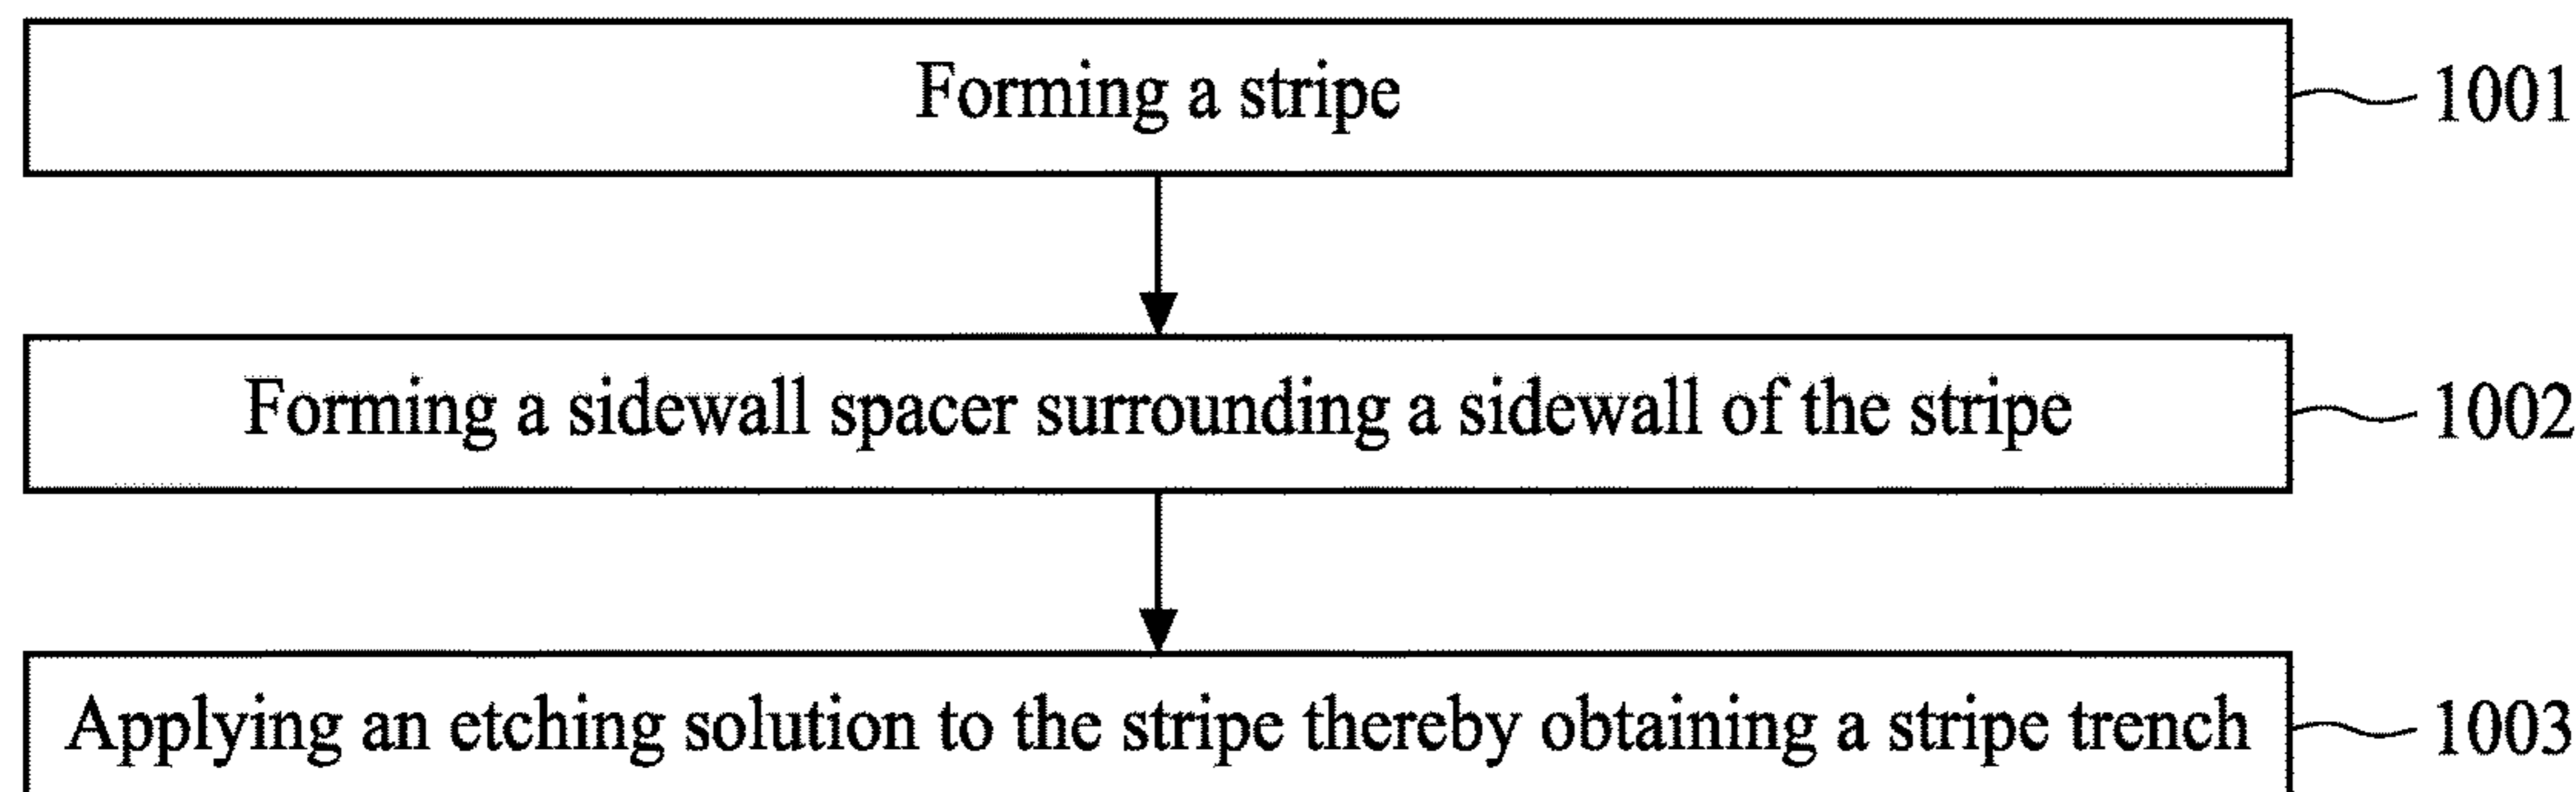 Forming a stripe 1001
Forming a sidewall spacer surrounding a sidewall of the stripe 1002
Applying an etching solution to the stripe thereby obtaining a stripe trench 1003